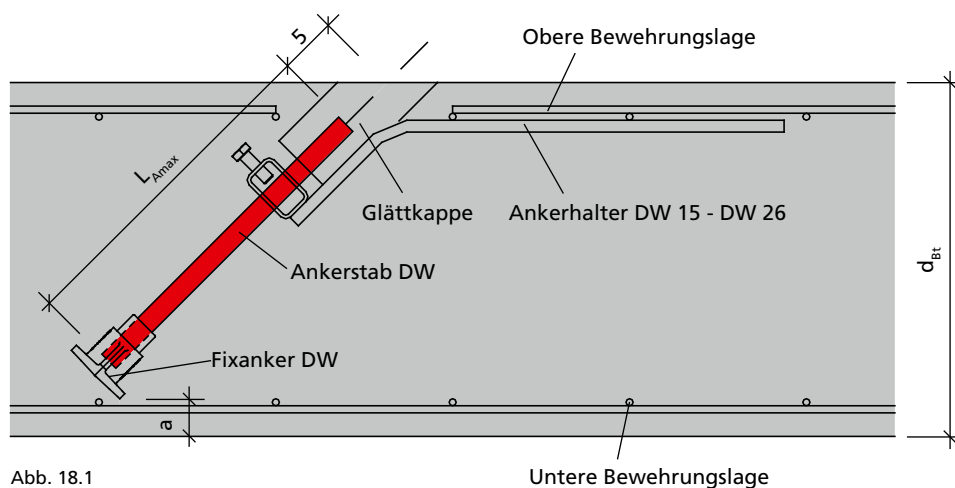 5
Obere Bewehrungslage
L Amax
Glättkappe
Ankerhalter DW 15 - DW 26
d Bt
Ankerstab DW
Fixanker DW
a
Abb. 18.1
Untere Bewehrungslage